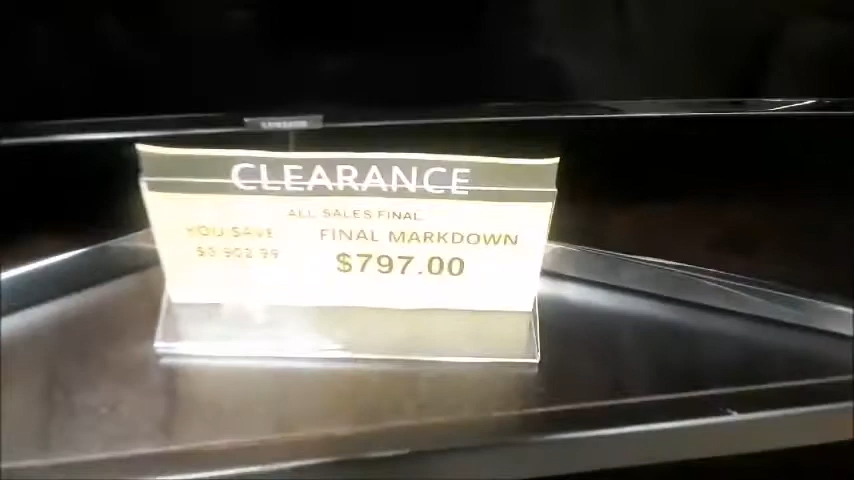 CLEARANCE
ALL SALES FINAL
YOU SAVE
FINAL MARKDOWN
$797.00